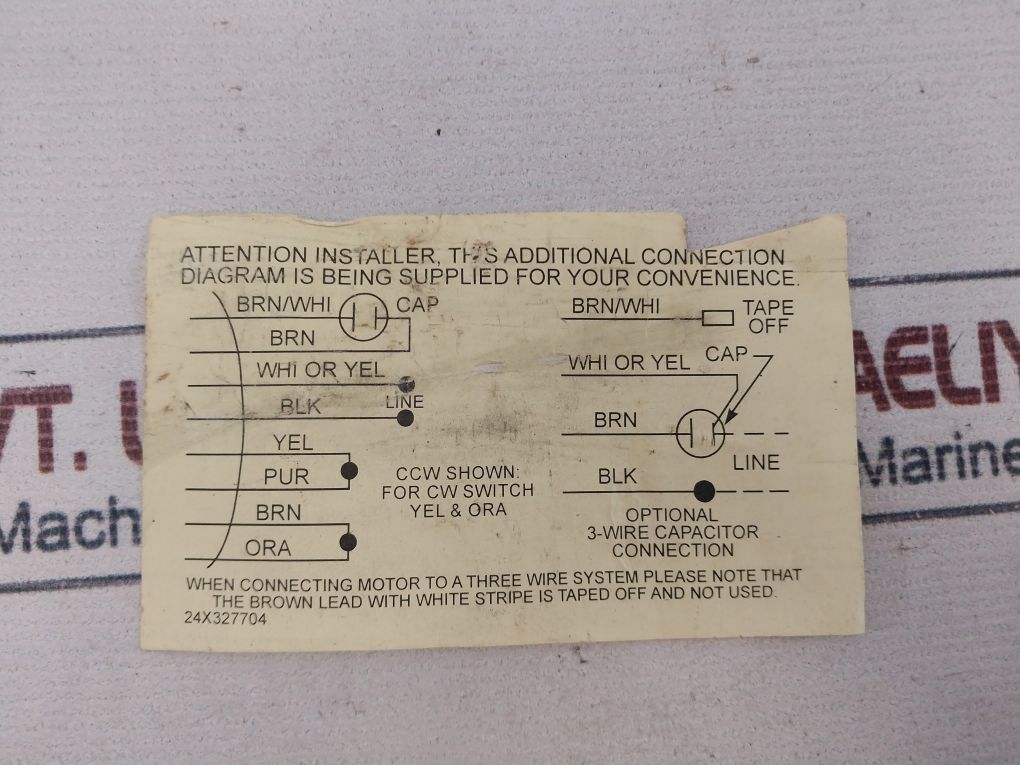 ATTENTION INSTALLER, THIS ADDITIONAL CONNECTION
DIAGRAM IS BEING SUPPLIED FOR YOUR CONVENIENCE.
BRN/WHI CAP
BRN
WHI OR YEL
LINE
BLK
YEL
PUR
BRN
ORA
CCW SHOWN:
FOR CW SWITCH
YEL & ORA
BRN/WHI
TAPE
OFF
WHI OR YEL CAP
BRN
LINE
BLK
OPTIONAL
3-WIRE CAPACITOR
CONNECTION
WHEN CONNECTING MOTOR TO A THREE WIRE SYSTEM PLEASE NOTE THAT
THE BROWN LEAD WITH WHITE STRIPE IS TAPED OFF AND NOT USED.
24X327704
VT. U
Mach
AELIY
Marine